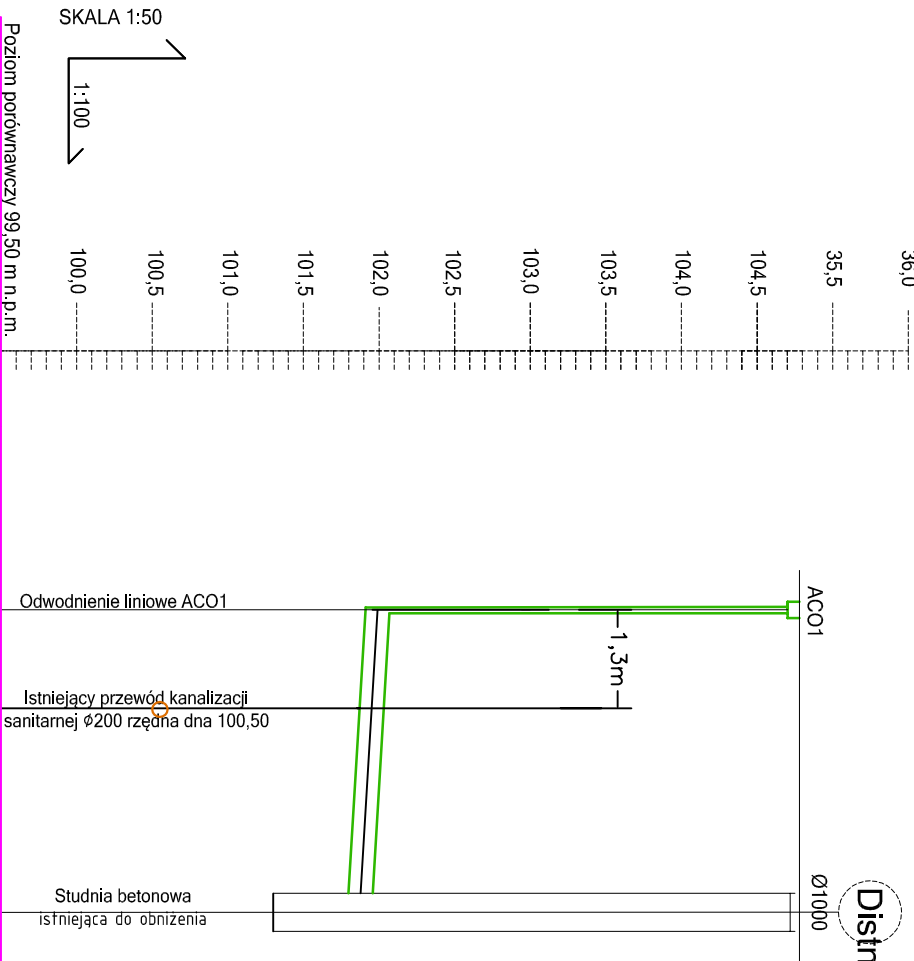 SKALA 1:50
1:100
Poziom porównawczy 99,50 m n.p.m.
100,0
100,5
101,0
101,5
102,0
102,5
103,0
103,5
104,0
104,5
35,5
36,0
ACO1
Odwodnienie liniowe ACO1
1,3m
Istniejący przewód kanalizacji
sanitarnej ϕ200 rzędna dna 100,50
Studnia betonowa
istniejąca do obniżenia
Ø1000
Distr